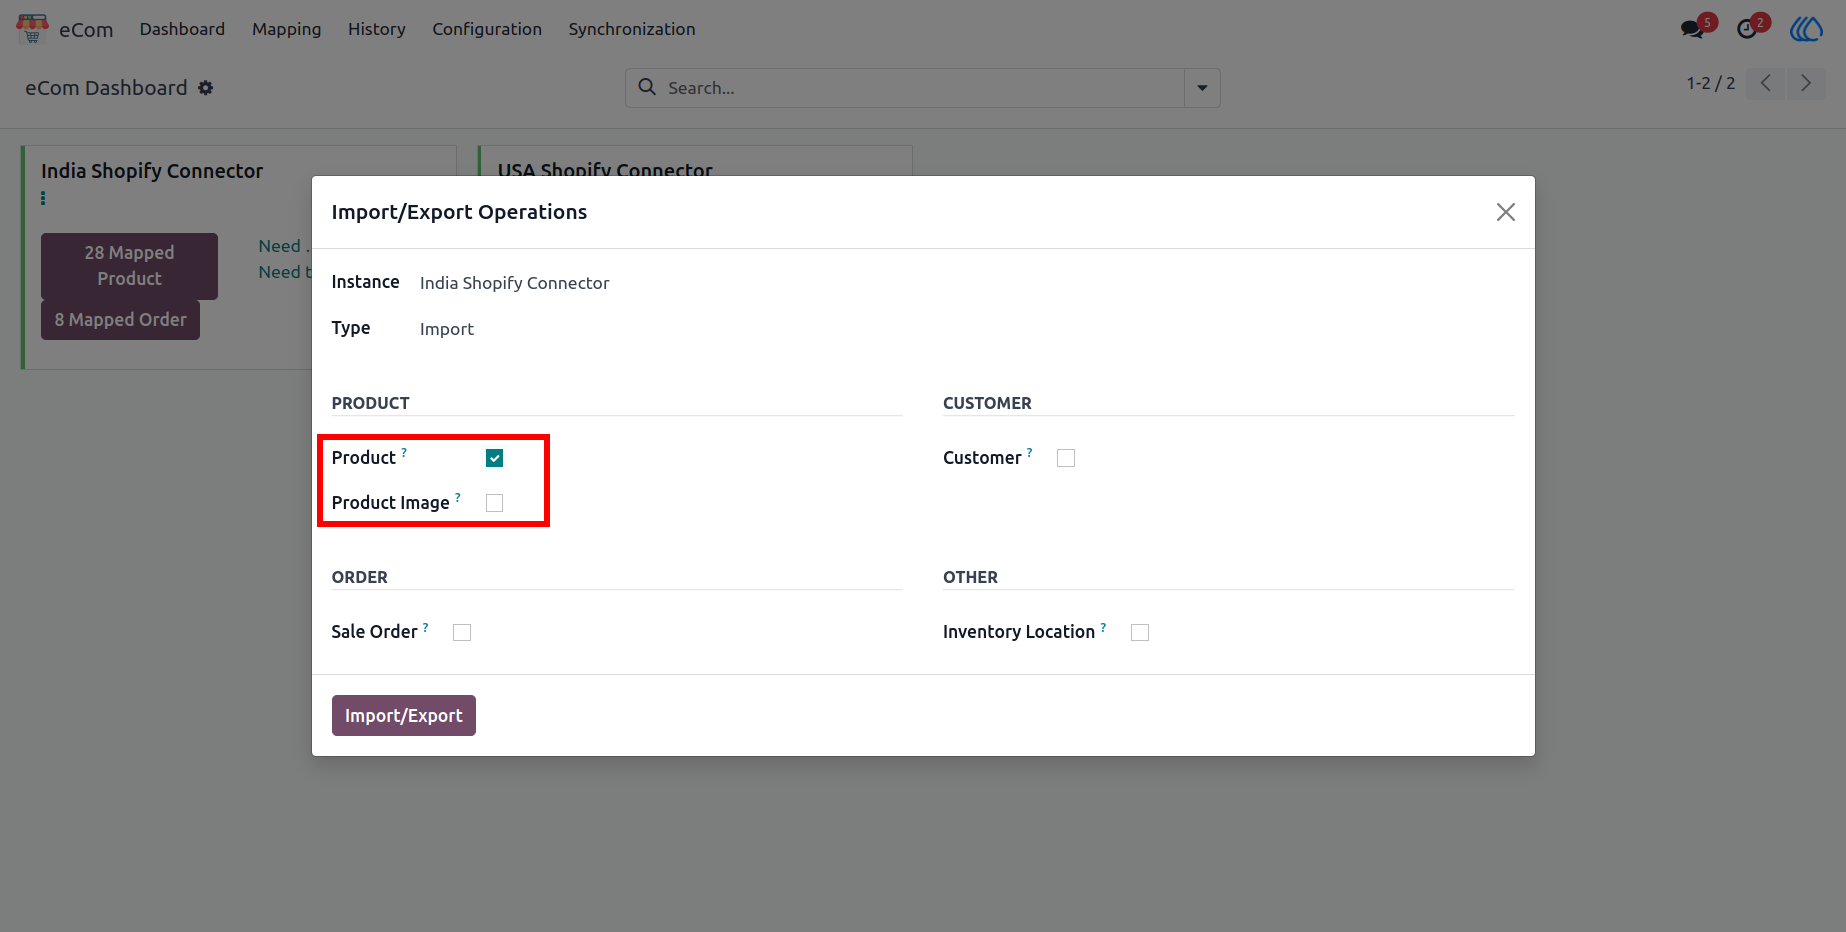 eCom Dashboard Mapping History Configuration Synchronization 5 2
eCom Dashboard Search... 1-2 / 2
India Shopify Connector USA Shopify Connector
Import/Export Operations
28 Mapped
Product
Need .
Need t
8 Mapped Order
Instance India Shopify Connector
Type Import
PRODUCT CUSTOMER
Product ? Customer ?
Product Image ?
ORDER OTHER
Sale Order ? Inventory Location ?
Import/Export